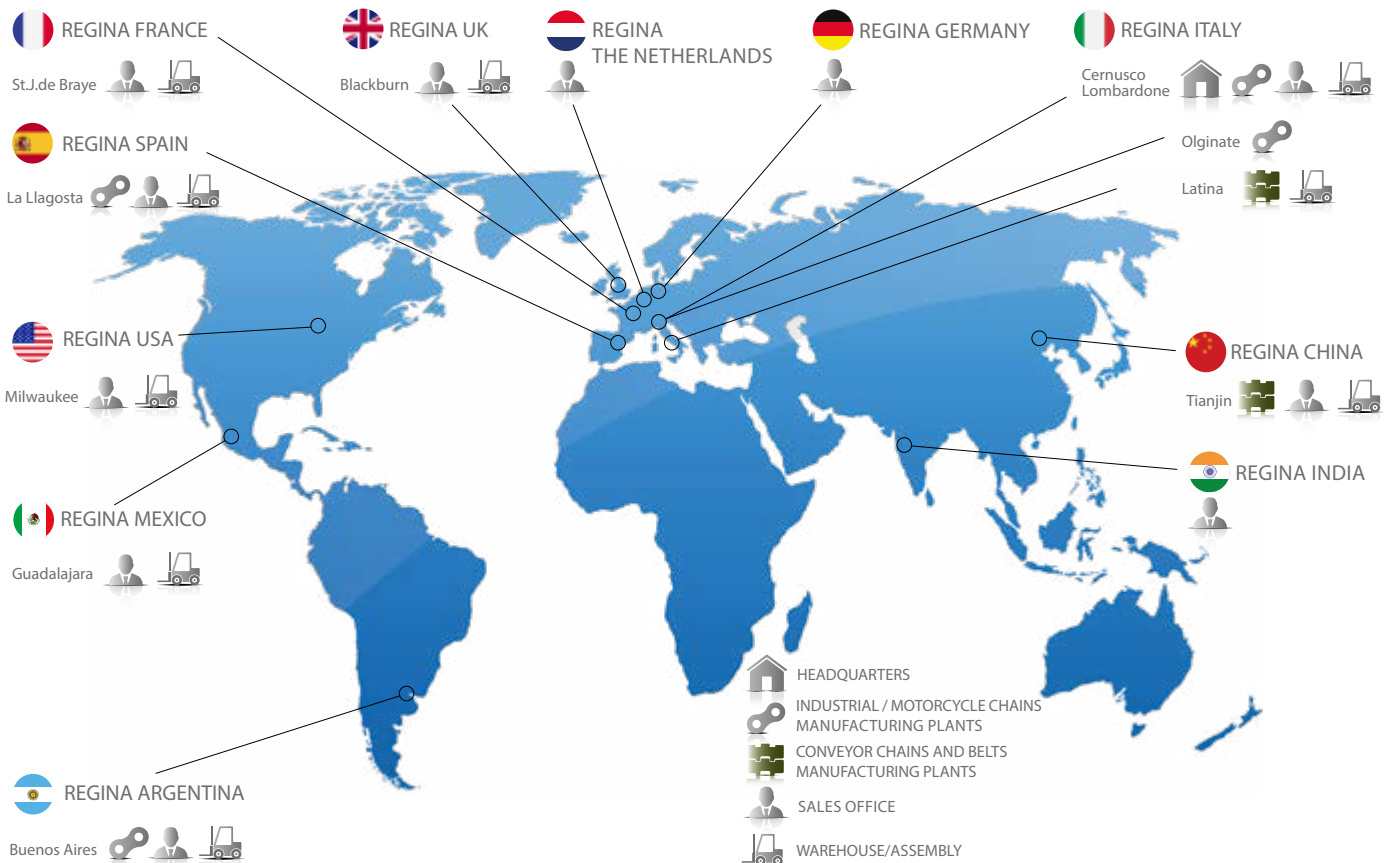 REGINA FRANCE
St.J.de Braye
REGINA UK
Blackburn
REGINA
THE NETHERLANDS
REGINA GERMANY
REGINA ITALY
Cernusco
Lombardone
Olginate
Latina
REGINA SPAIN
La Llagosta
REGINA USA
Milwaukee
REGINA CHINA
Tianjin
REGINA INDIA
REGINA MEXICO
Guadalajara
REGINA ARGENTINA
Buenos Aires
HEADQUARTERS
INDUSTRIAL / MOTORCYCLE CHAINS
MANUFACTURING PLANTS
CONVEYOR CHAINS AND BELTS
MANUFACTURING PLANTS
SALES OFFICE
WAREHOUSE/ASSEMBLY